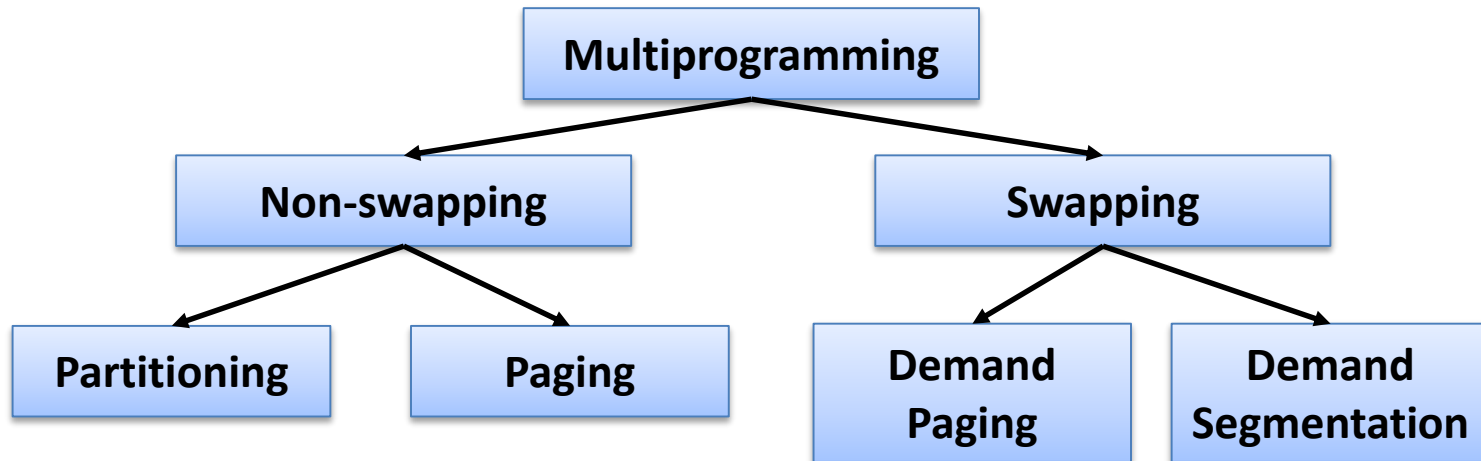 Multiprogramming
Non-swapping
Swapping
Partitioning
Paging
Demand
Paging
Demand
Segmentation